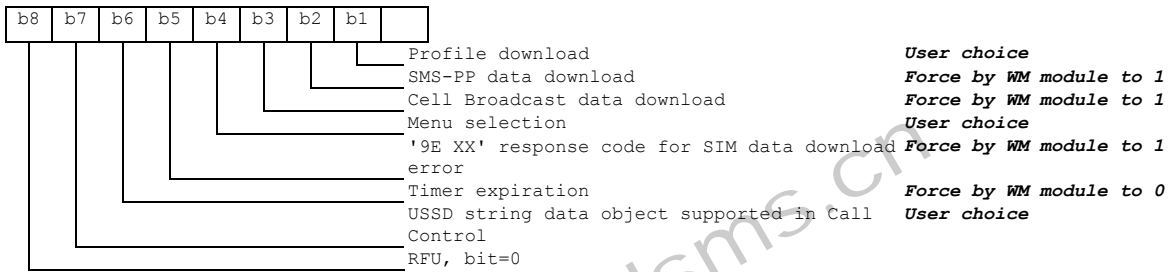 b8 b7 b6 b5 b4 b3 b2 b1
Profile download User choice
SMS-PP data download Force by WM module to 1
Cell Broadcast data download Force by WM module to 1
Menu selection User choice
'9E XX' response code for SIM data download Force by WM module to 1
error
Timer expiration Force by WM module to 0
USSD string data object supported in Call User choice
Control
RFU, bit=0
sms.cn